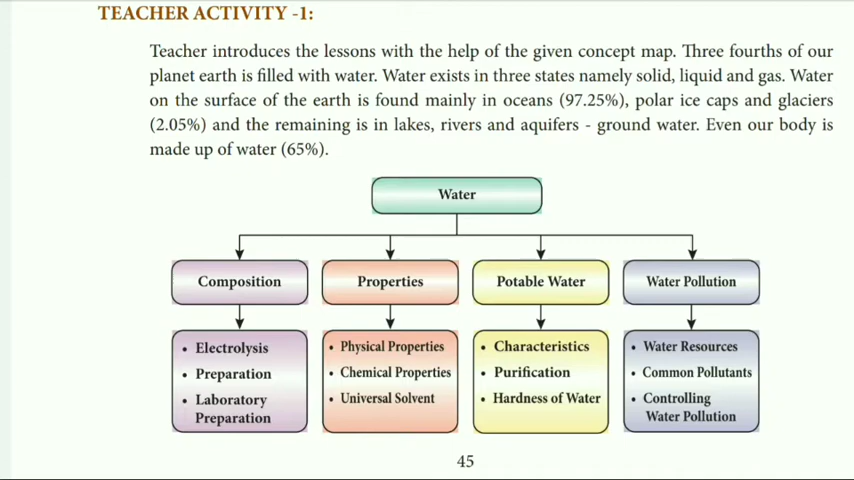 TEACHER ACTIVITY -1:
Teacher introduces the lessons with the help of the given concept map. Three fourths of our
planet earth is filled with water. Water exists in three states namely solid, liquid and gas. Water
on the surface of the earth is found mainly in oceans (97.25%), polar ice caps and glaciers
(2.05%) and the remaining is in lakes, rivers and aquifers - ground water. Even our body is
made up of water (65%).
Water
Composition
Properties
Potable Water
Water Pollution
• Electrolysis
• Preparation
• Laboratory
Preparation
• Physical Properties
• Chemical Properties
• Universal Solvent
• Characteristics
• Purification
• Hardness of Water
• Water Resources
• Common Pollutants
• Controlling
Water Pollution
45